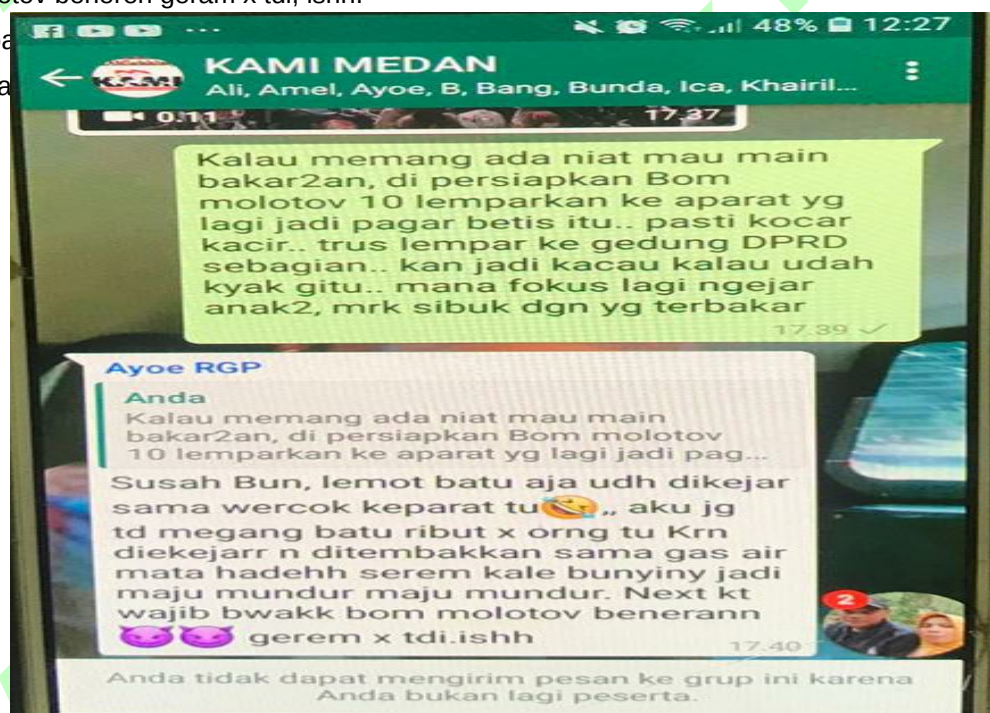 beneren geram x tdi, ishh.
48% 12:27
KAMI MEDAN
Ali, Amel, Ayoe, B, Bang, Bunda, Ica, Khairil...
KAMI
0.11
17.37
Kalau memang ada niat mau main
bakar2an, di persiapkan Bom
molotov 10 lemparkan ke aparat yg
lagi jadi pagar betis itu.. pasti kocar
kacir.. trus lempar ke gedung DPRD
sebagian.. kan jadi kacau kalau udah
kyak gitu.. mana fokus lagi ngejar
anak2, mrk sibuk dgn yg terbakar
17.39
Ayoe RGP
Anda
Kalau memang ada niat mau main
bakar2an, di persiapkan Bom molotov
10 lemparkan ke aparat yg lagi jadi pag...
Susah Bun, lemot batu aja udh dikejar
sama wercok keparat tu🤣,, aku jg
td megang batu ribut x orng tu Krn
diekejarr n ditembakkan sama gas air
mata hadehh serem kale bunyiny jadi
maju mundur maju mundur. Next kt
wajib bwakk bom molotov benerann
😈😈 gerem x tdi.ishh
17.40
2
Anda tidak dapat mengirim pesan ke grup ini karena
Anda bukan lagi peserta.